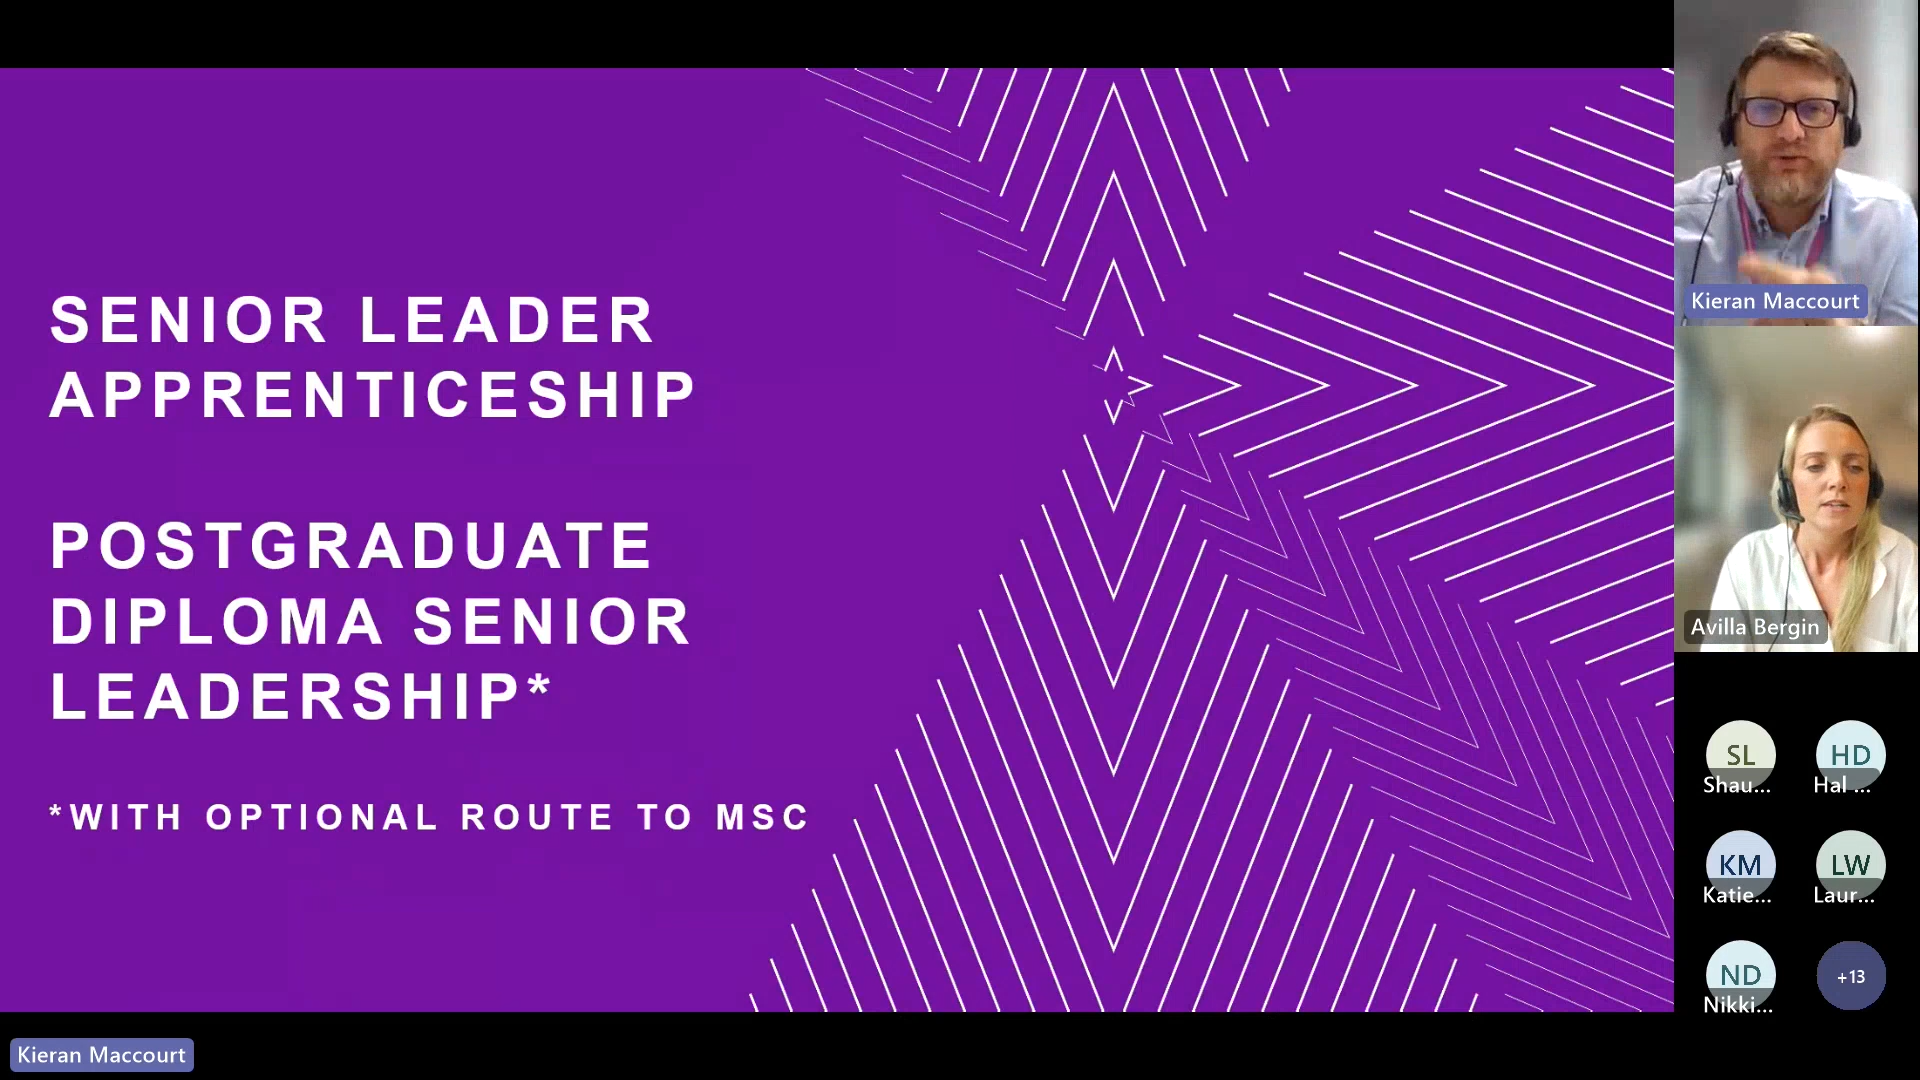 SENIOR LEADER
APPRENTICESHIP
POSTGRADUATE
DIPLOMA SENIOR
LEADERSHIP*
*WITH OPTIONAL ROUTE TO MSC
Kieran Maccourt
Avilla Bergin
SL
Shau...
HD
Hal ...
KM
Katie...
LW
Laur...
ND
Nikki...
+13
Kieran Maccourt